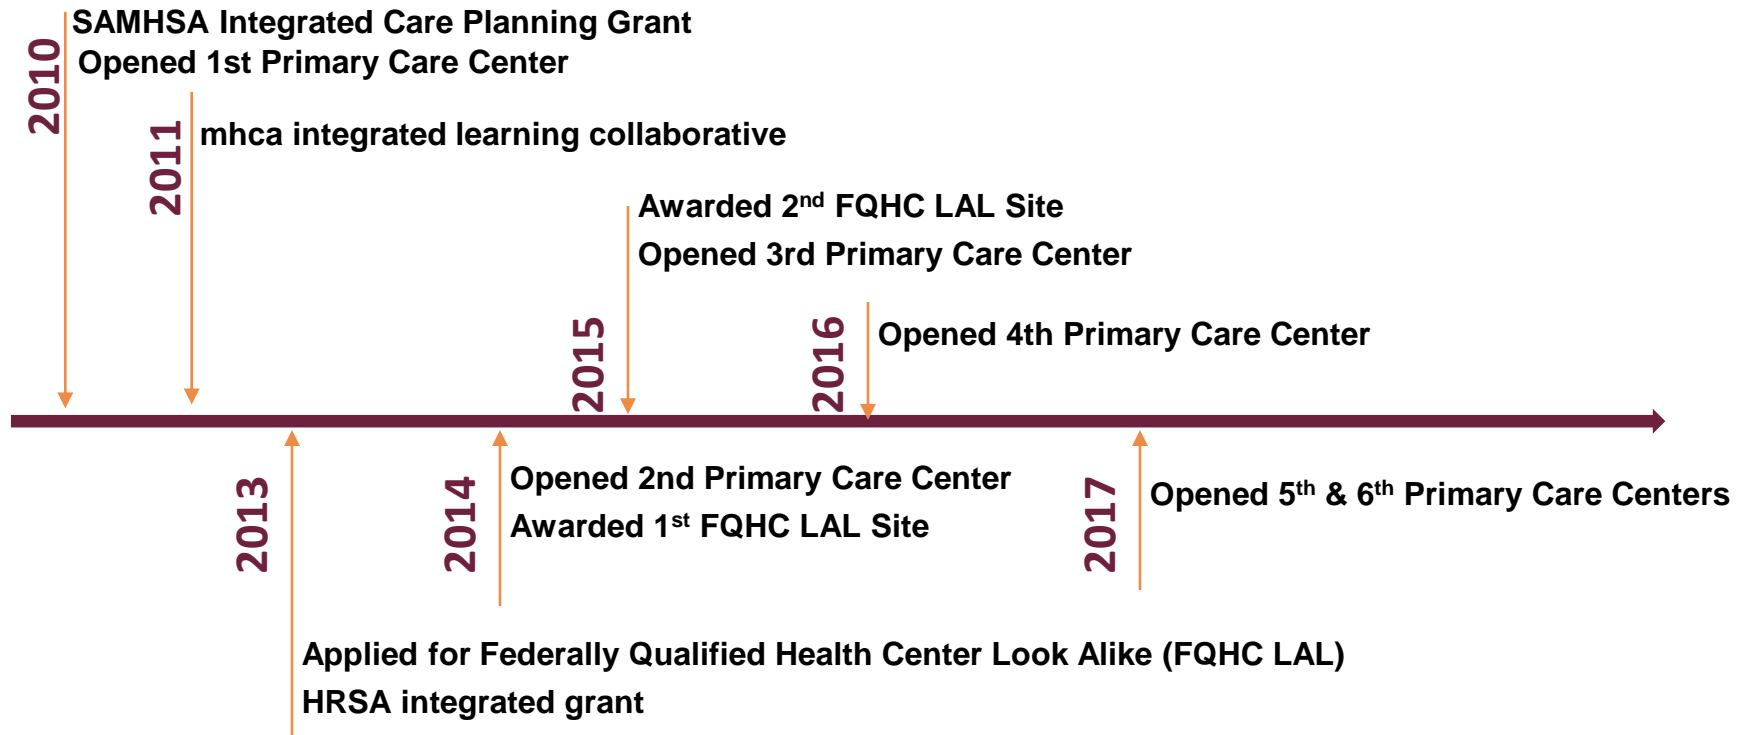 2010
SAMHSA Integrated Care Planning Grant
Opened 1st Primary Care Center
2011
mhca integrated learning collaborative
2015
Awarded 2nd FQHC LAL Site
Opened 3rd Primary Care Center
2016
Opened 4th Primary Care Center
2013
Applied for Federally Qualified Health Center Look Alike (FQHC LAL)
HRSA integrated grant
2014
Opened 2nd Primary Care Center
Awarded 1st FQHC LAL Site
2017
Opened 5th & 6th Primary Care Centers